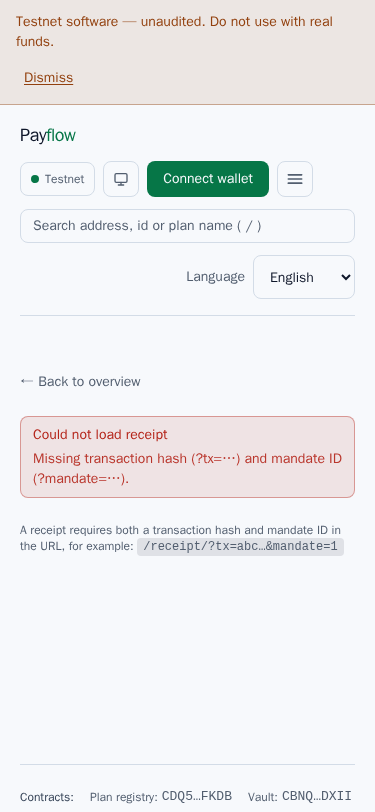 Testnet software — unaudited. Do not use with real
funds.
Dismiss
Payflow
Testnet
Connect wallet
Search address, id or plan name ( / )
Language
English
← Back to overview
Could not load receipt
Missing transaction hash (?tx=⋯) and mandate ID
(?mandate=⋯).
A receipt requires both a transaction hash and mandate ID in
the URL, for example: /receipt/?tx=abc…&mandate=1
Contracts: Plan registry: CDQ5…FKDB Vault: CBNQ…DXII